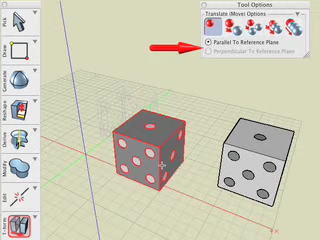 Tool Options
Translate (Move) Options
Parallel To Reference Plane
Perpendicular To Reference Plane
Pick
Draw
Generate
Reshape
Derive
Modify
Edit
T-form
x